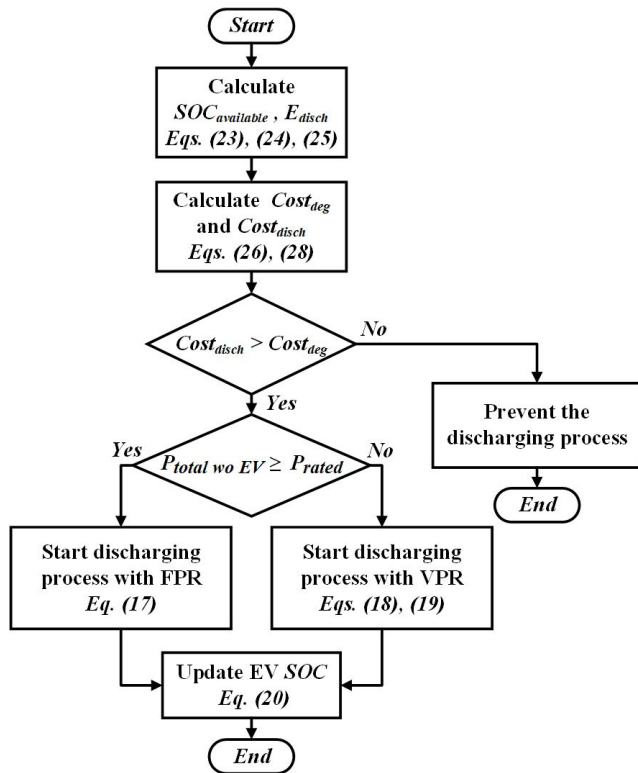 Start
Calculate
SOCavailable , Edisch
Eqs. (23), (24), (25)
Calculate Costdeg
and Costdisch
Eqs. (26), (28)
Costdisch > Costdeg
No
Yes
Prevent the
discharging process
End
Ptotal wo EV ≥ Prated
Yes
No
Start discharging
process with FPR
Eq. (17)
Start discharging
process with VPR
Eqs. (18), (19)
Update EV SOC
Eq. (20)
End